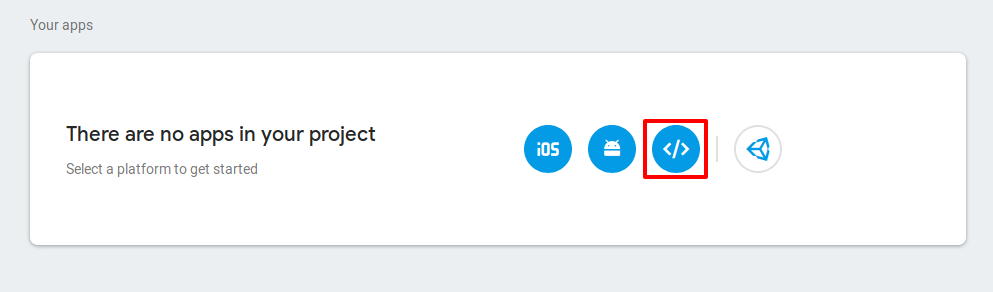 Your apps
There are no apps in your project
Select a platform to get started
iOS
</>